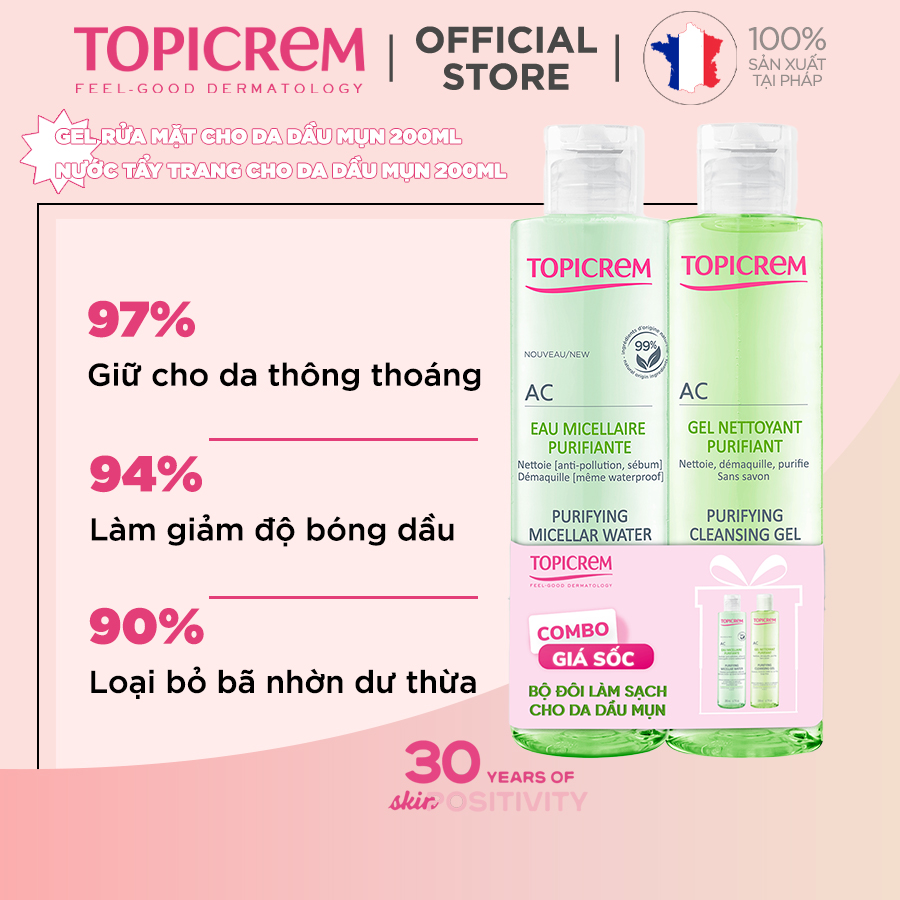 TOPICREM
FEEL-GOOD DERMATOLOGY
OFFICIAL
STORE
100%
SẢN XUẤT
TẠI PHÁP
GEL RỬA MẶT CHO DA DẦU MỤN 200ML
NƯỚC TẨY TRANG CHO DA DẦU MỤN 200ML
97%
Giữ cho da thông thoáng
94%
Làm giảm độ bóng dầu
90%
Loại bỏ bã nhờn dư thừa
TOPICREM
NOUVEAU/NEW
99%
AC
EAU MICELLAIRE
PURIFIANTE
Nettoie [anti-pollution, sébum]
Démaquille [même waterproof]
PURIFYING
MICELLAR WATER
TOPICREM
AC
GEL NETTOYANT
PURIFIANT
Nettoie, démaquille, purifie
Sans savon
PURIFYING
CLEANSING GEL
TOPICREM
FEEL-GOOD DERMATOLOGY
COMBO
GIÁ SỐC
BỘ ĐÔI LÀM SẠCH
CHO DA DẦU MỤN
TOPICREM
AC
TOPICREM
AC
30 YEARS OF
skin POSITIVITY